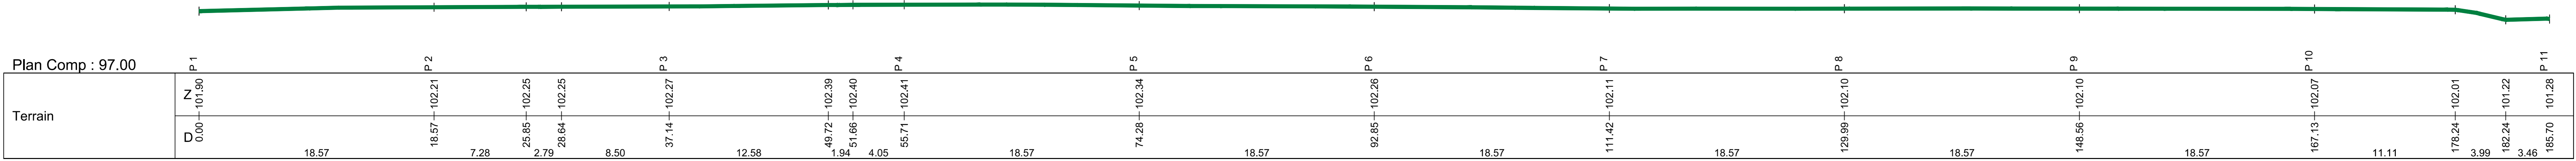 P 1 P 2 P 3 P 4 P 5 P 6 P 7 P 8 P 9 P 10 P 11
Plan Comp : 97.00
Terrain
Z 101.90 102.21 102.25 102.25 102.27 102.39 102.40 102.41 102.34 102.26 102.11 102.10 102.10 102.07 102.01 101.22 101.28
D 0.00 18.57 25.85 28.64 37.14 49.72 51.66 55.71 74.28 92.85 111.42 129.99 148.56 167.13 178.24 182.24 185.70
18.57 7.28 2.79 8.50 12.58 1.94 4.05 18.57 18.57 18.57 18.57 18.57 18.57 11.11 3.99 3.46